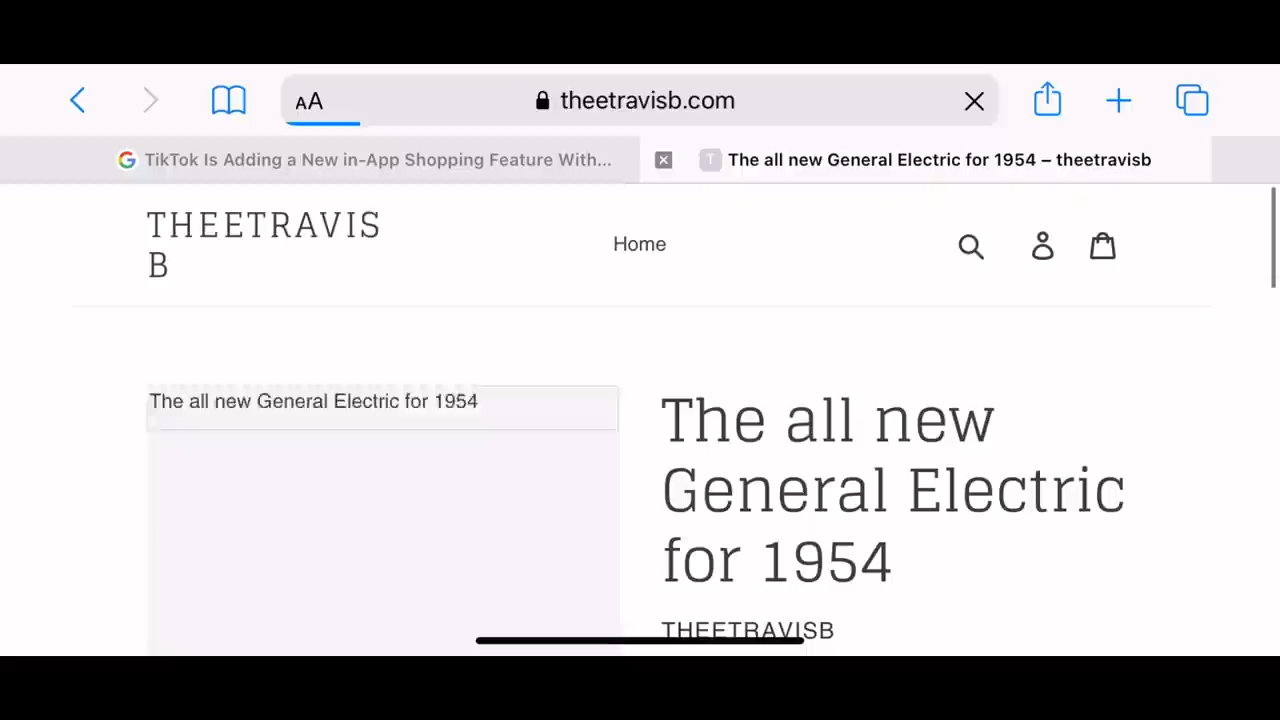 AA
theetravisb.com
TikTok Is Adding a New in-App Shopping Feature With...
T
The all new General Electric for 1954 – theetravisb
THEETRAVIS
B
Home
The all new General Electric for 1954
The all new
General Electric
for 1954
THEETRAVISB